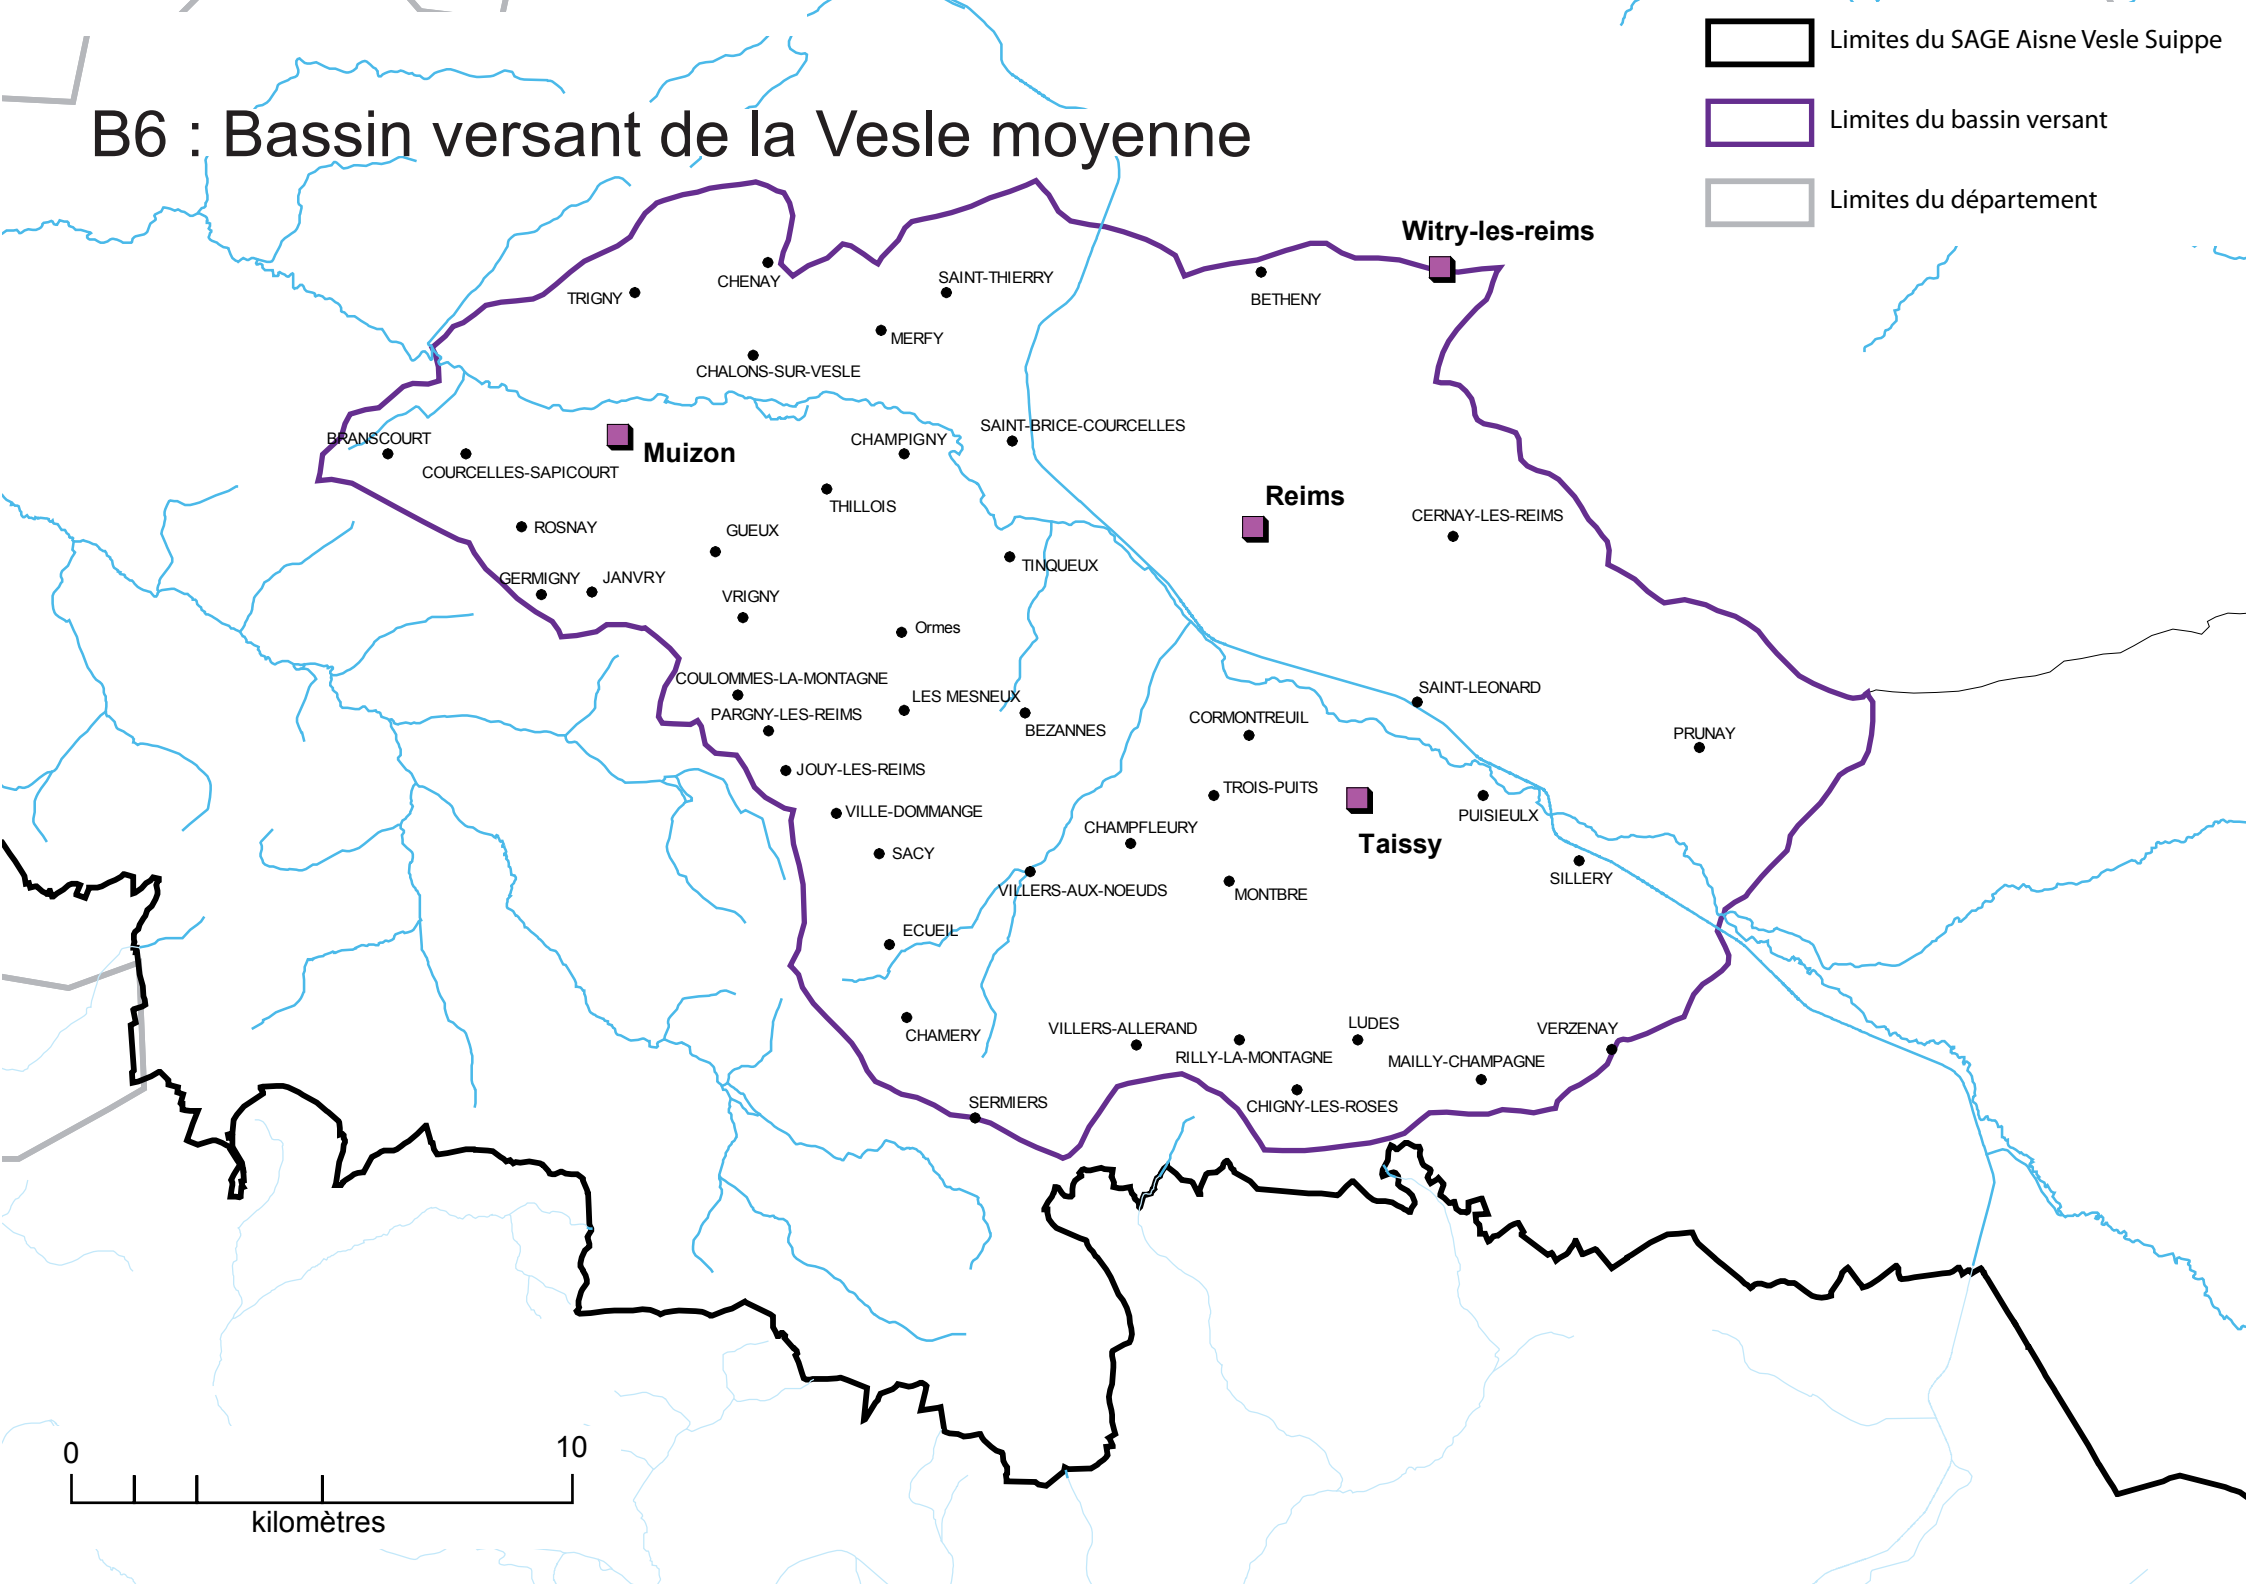 Limites du SAGE Aisne Vesle Suippe
B6 : Bassin versant de la Vesle moyenne
Limites du bassin versant
Limites du département
Witry-les-reims
CHENAY
SAINT-THIERRY
TRIGNY
BETHENY
MERFY
CHALONS-SUR-VESLE
SAINT-BRICE-COURCELLES
BRANSCOURT
CHAMPIGNY
Muizon
COURCELLES-SAPICOURT
Reims
THILLOIS
CERNAY-LES-REIMS
ROSNAY
GUEUX
TINQUEUX
GERMIGNY
JANVRY
VRIGNY
Ormes
COULOMMES-LA-MONTAGNE
SAINT-LEONARD
LES MESNEUX
PARGNY-LES-REIMS
CORMONTREUIL
BEZANNES
PRUNAY
JOUY-LES-REIMS
TROIS-PUITS
VILLE-DOMMANGE
PUISIEULX
CHAMPFLEURY
Taissy
SACY
SILLERY
VILLERS-AUX-NOEUDS
MONTBRE
ECUEIL
CHAMERY
VILLERS-ALLERAND
LUDES
VERZENAY
RILLY-LA-MONTAGNE
MAILLY-CHAMPAGNE
SERMIERS
CHIGNY-LES-ROSES
0
10
kilomètres